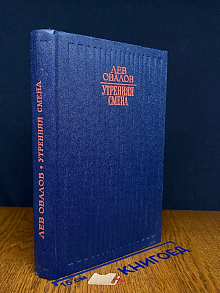 ЛЕВ ОВАЛОВ
УТРЕННЯЯ
СМЕНА
ЛЕВ ОВАЛОВ • УТРЕННЯЯ СМЕНА
КНИГОЕД